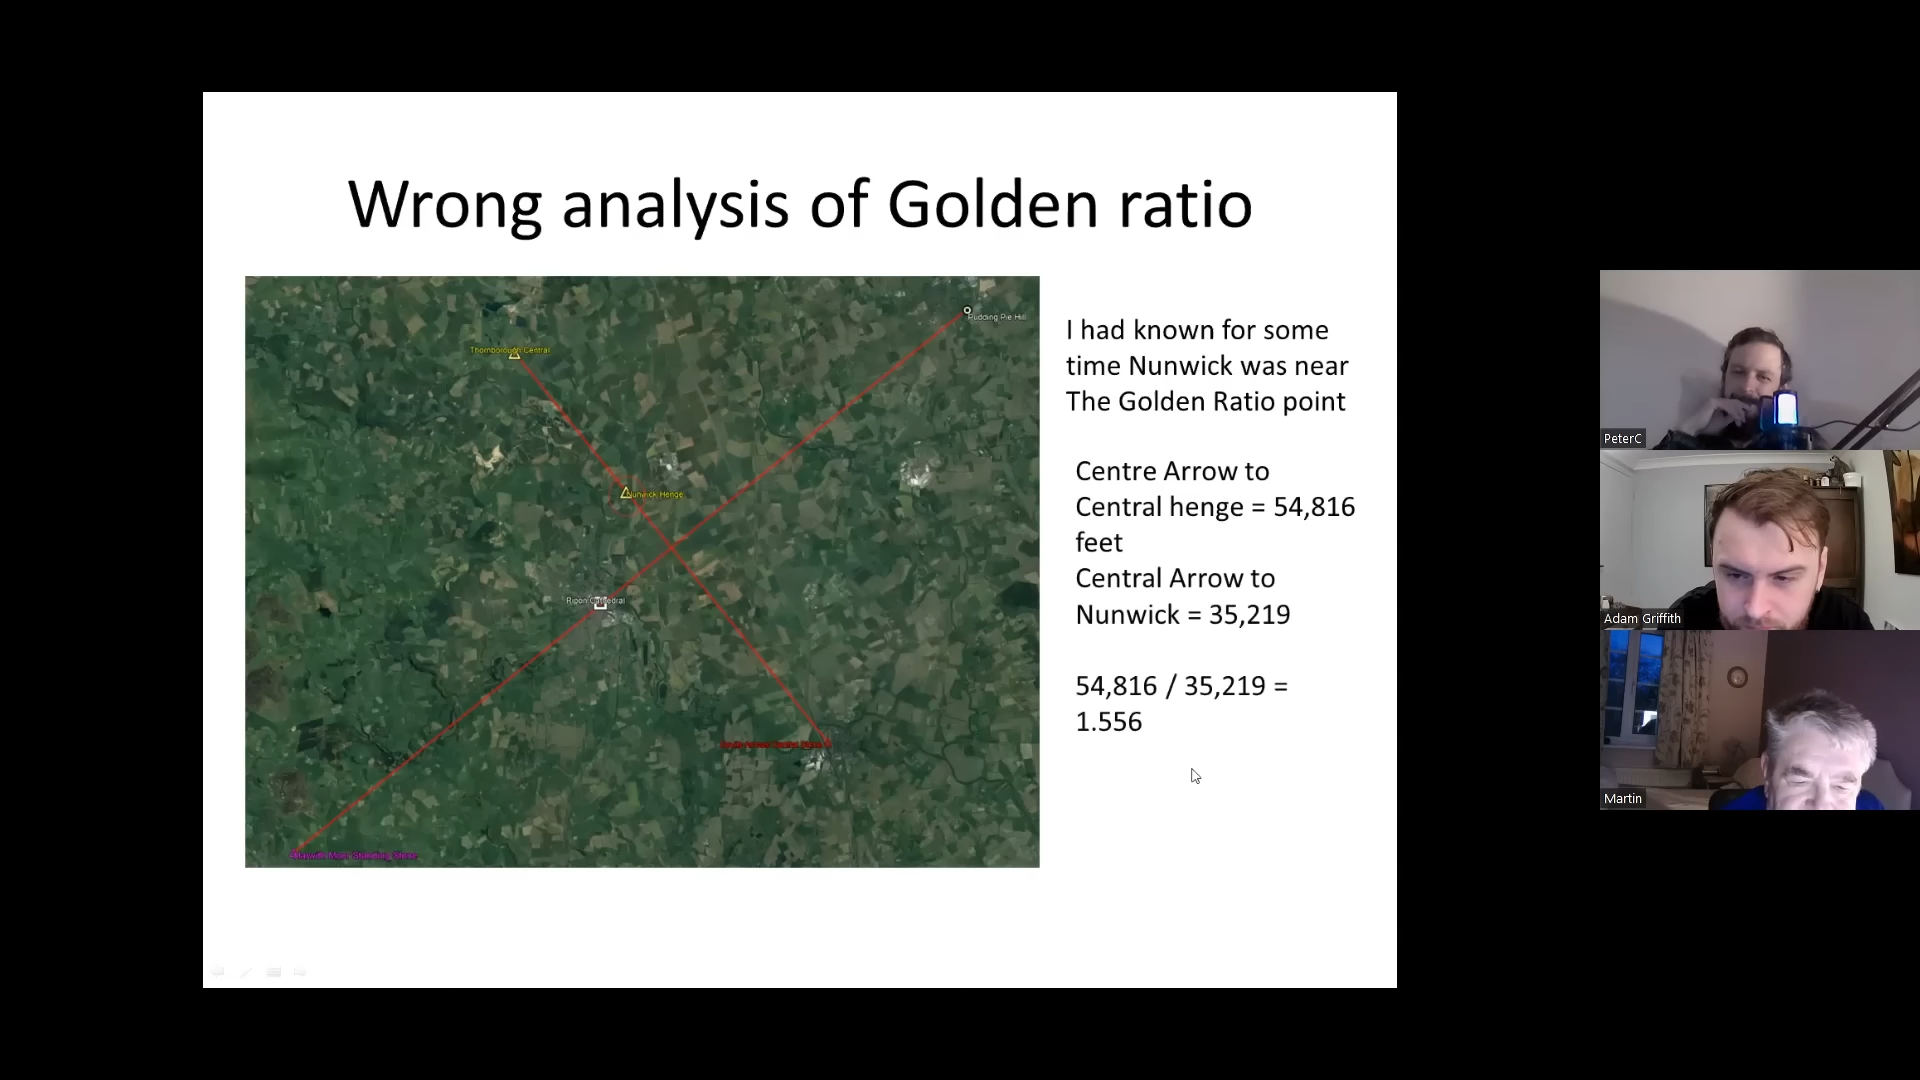 Wrong analysis of Golden ratio
Pudding Pie Hill
Thornborough Central
Nunwick Henge
Ripon Cathedral
I had known for some
time Nunwick was near
The Golden Ratio point
Centre Arrow to
Central henge = 54,816
feet
Central Arrow to
Nunwick = 35,219
54,816 / 35,219 =
1.556
PeterC
Adam Griffith
Martin